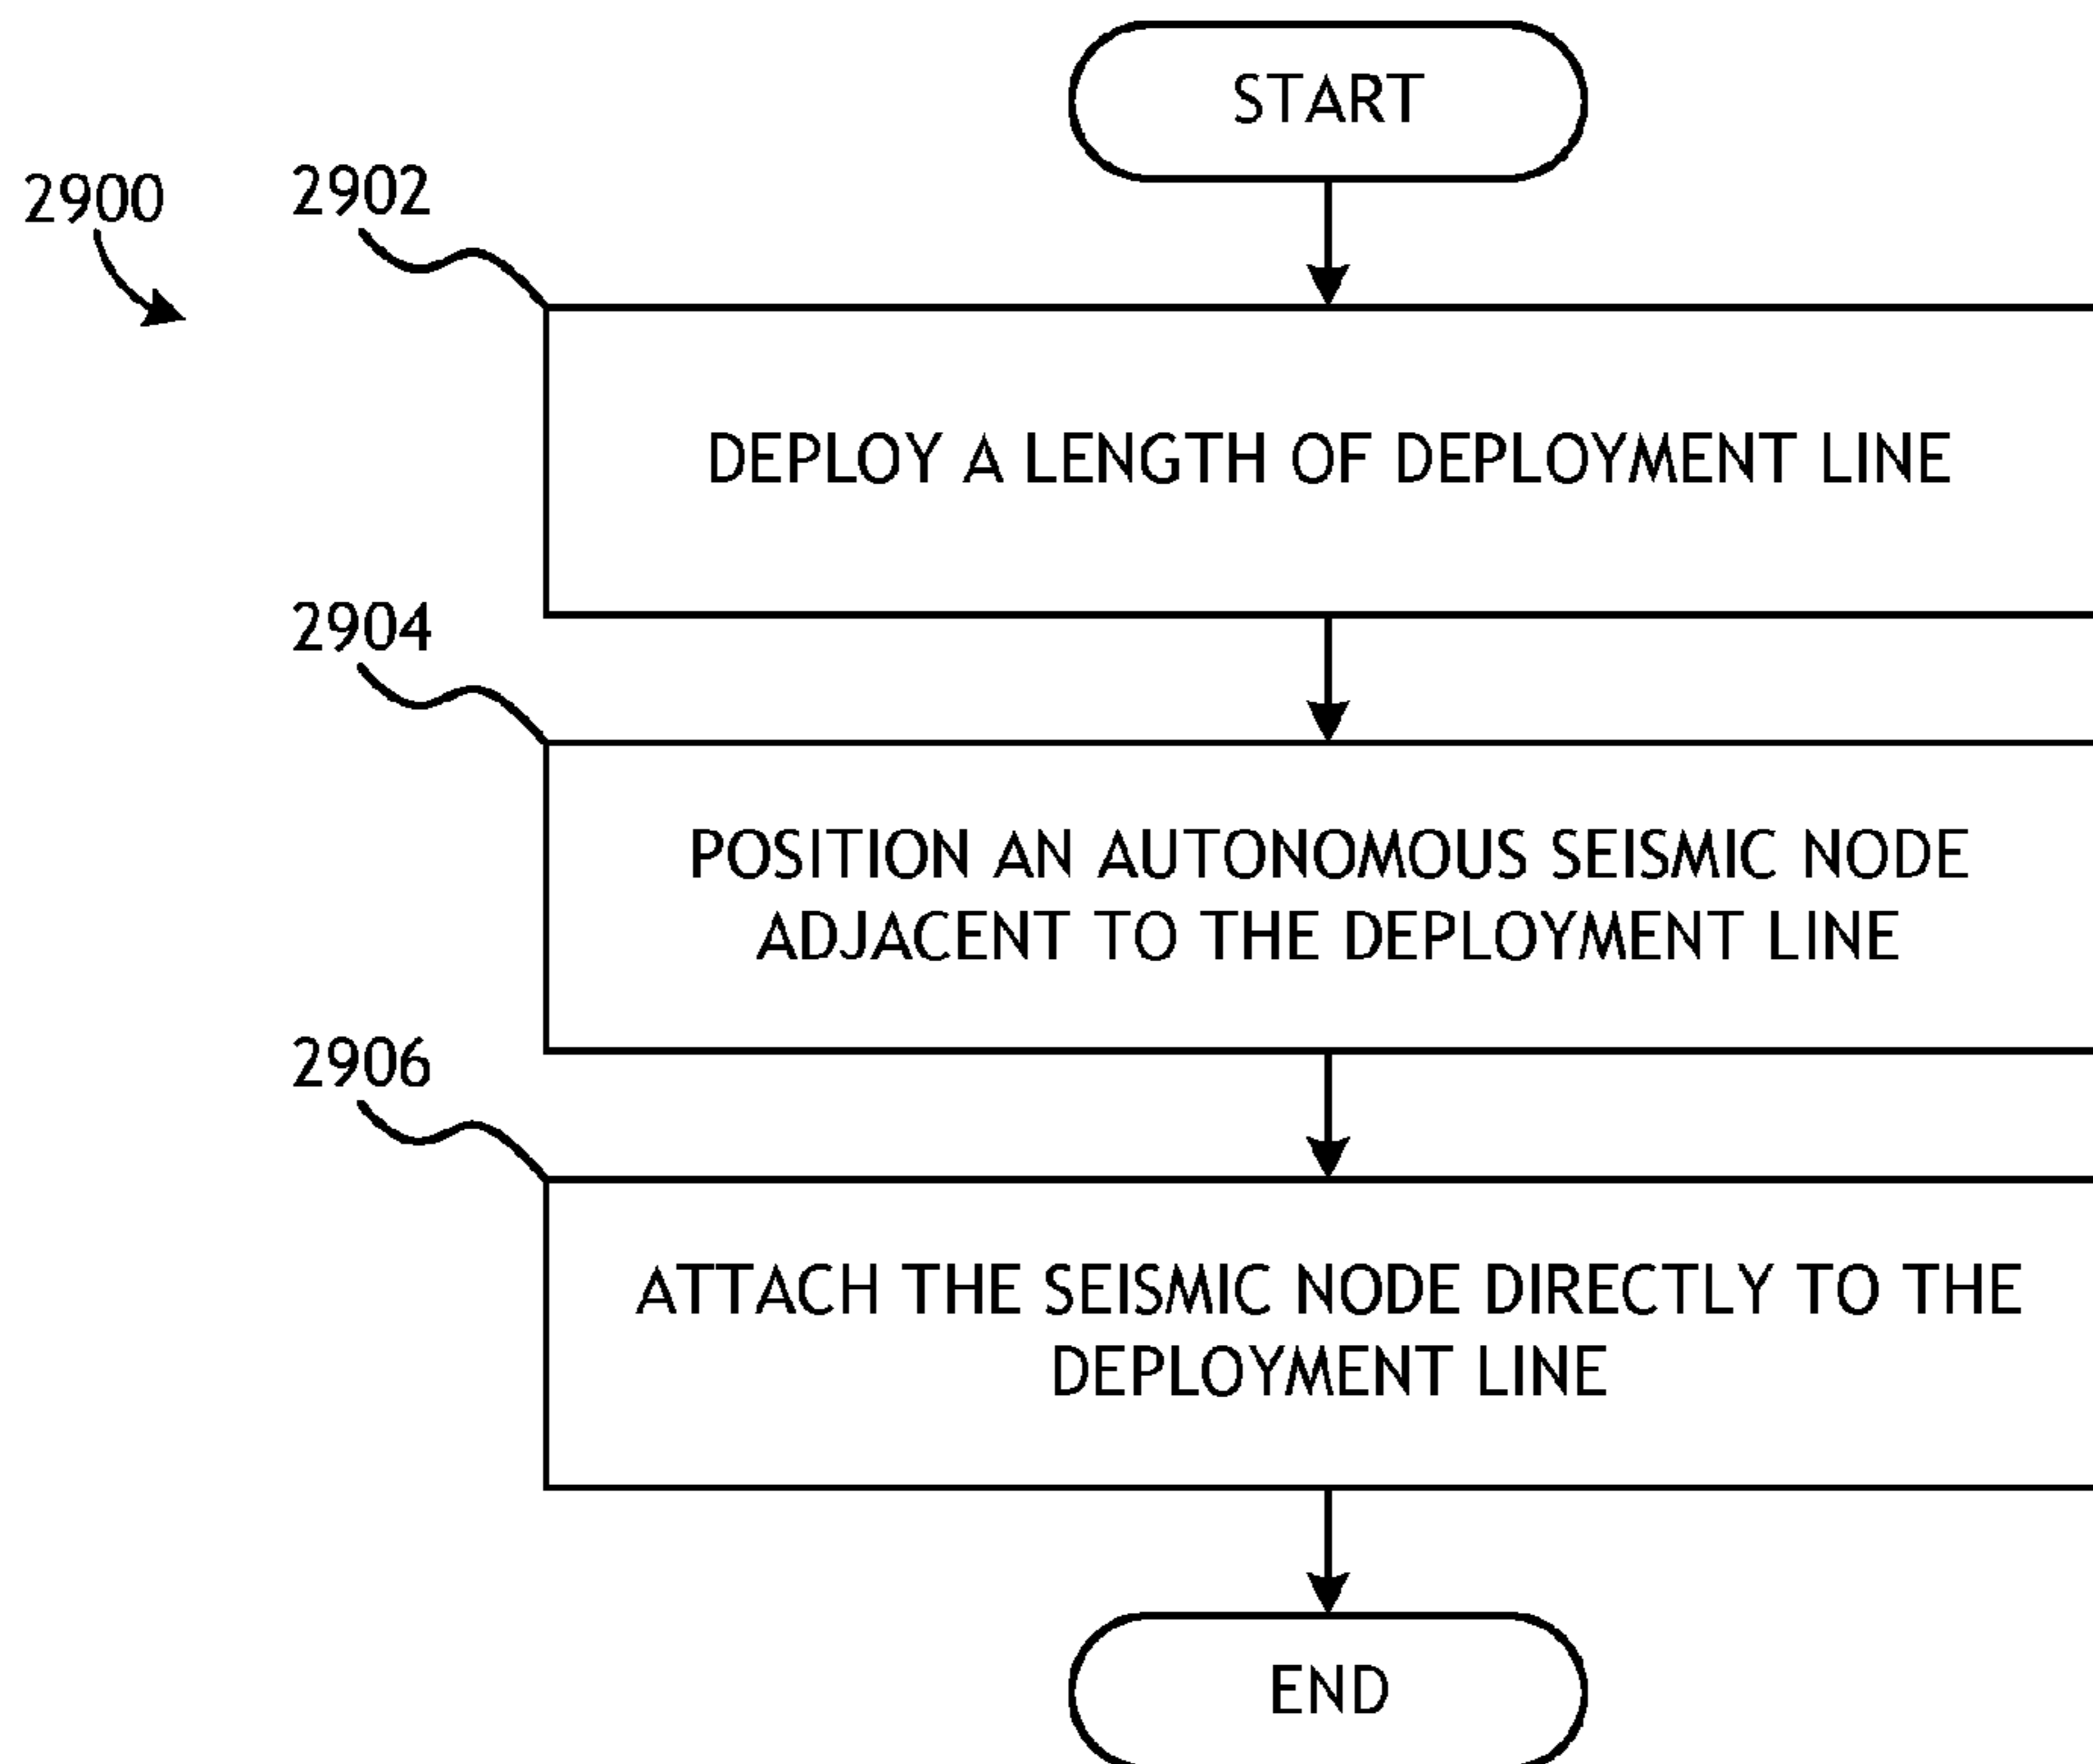 START
2900
2902
DEPLOY A LENGTH OF DEPLOYMENT LINE
2904
POSITION AN AUTONOMOUS SEISMIC NODE
ADJACENT TO THE DEPLOYMENT LINE
2906
ATTACH THE SEISMIC NODE DIRECTLY TO THE
DEPLOYMENT LINE
END